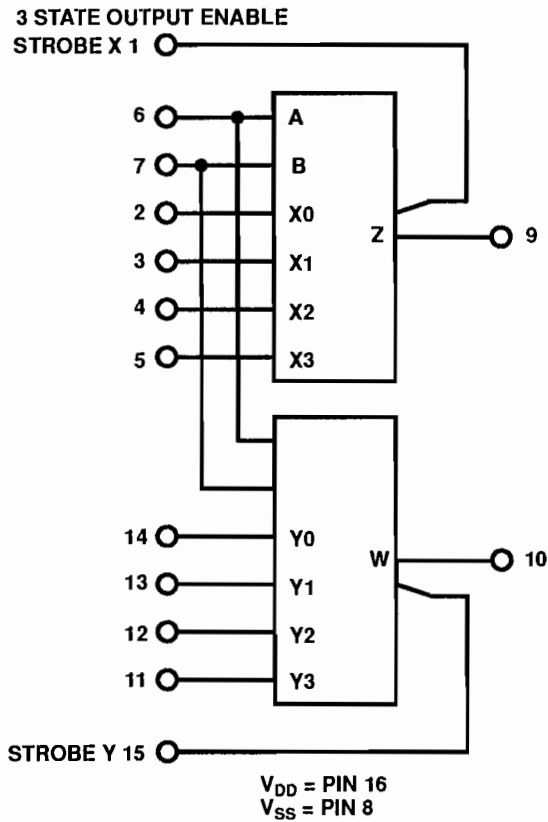 3 STATE OUTPUT ENABLE
STROBE X 1
6 A
7 B
2 X0
3 X1
Z 9
4 X2
5 X3
14 Y0
W 10
13 Y1
12 Y2
11 Y3
STROBE Y 15
VDD = PIN 16
VSS = PIN 8